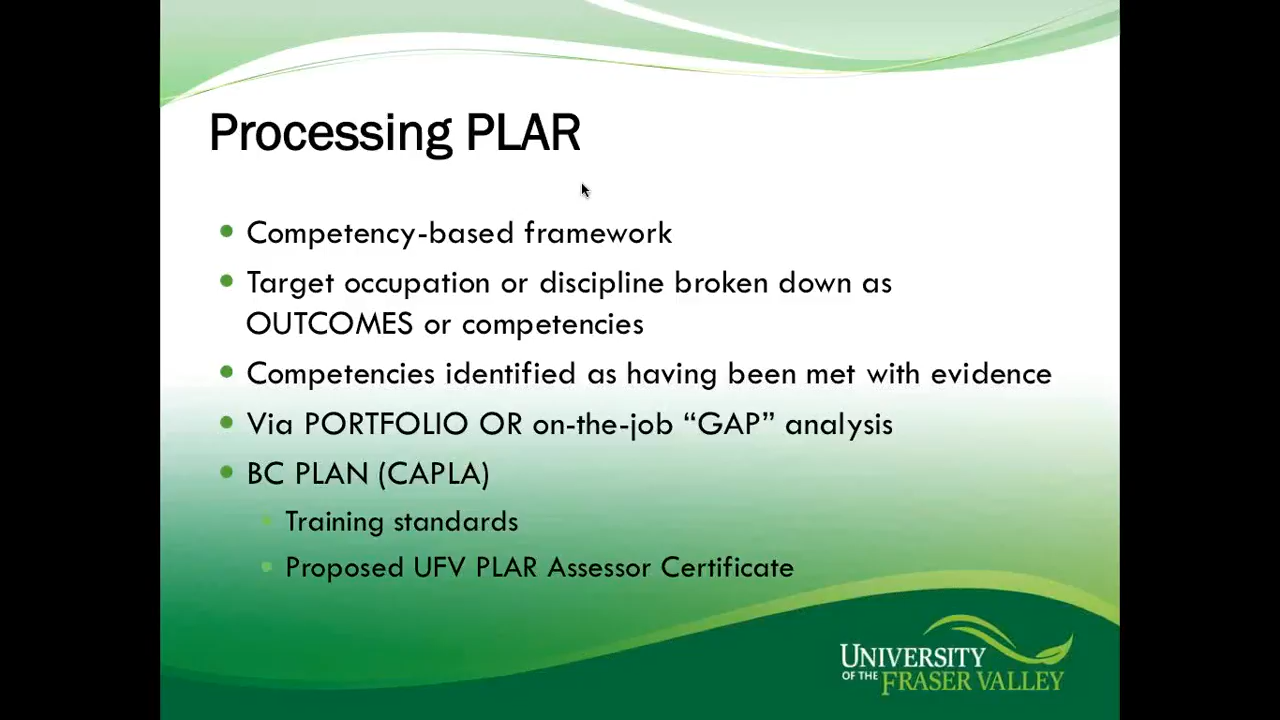 Processing PLAR
• Competency-based framework
• Target occupation or discipline broken down as
OUTCOMES or competencies
• Competencies identified as having been met with evidence
• Via PORTFOLIO OR on-the-job “GAP” analysis
• BC PLAN (CAPLA)
• Training standards
• Proposed UFV PLAR Assessor Certificate
UNIVERSITY
OF THE FRASER VALLEY